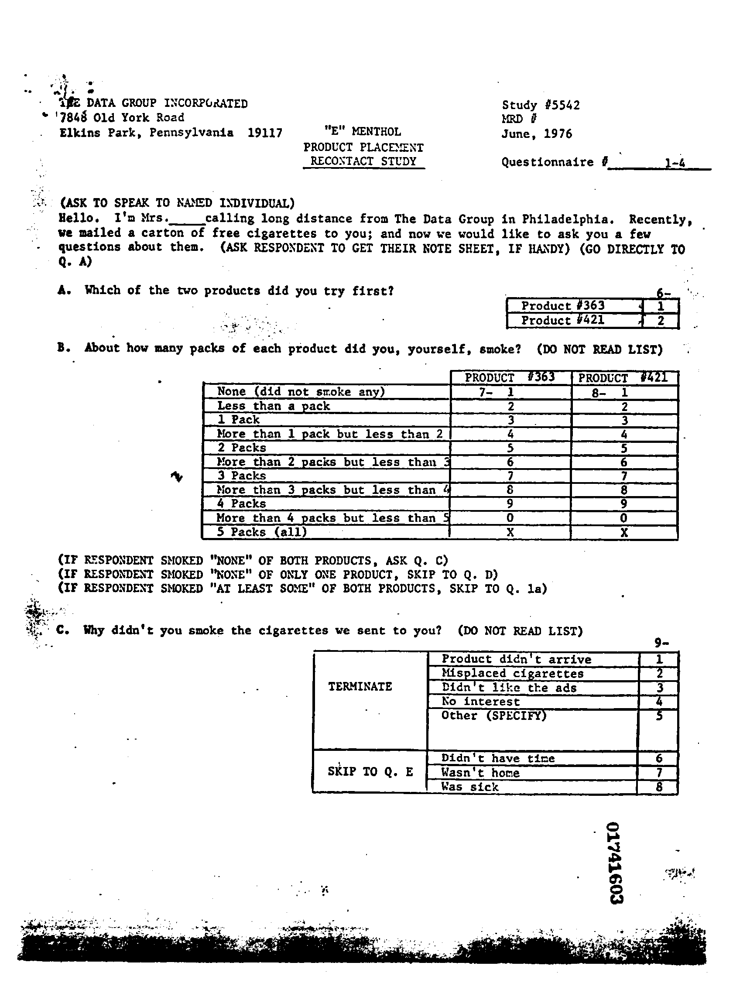 THE DATA GROUP INCORPORATED
7848 Old York Road
Elkins Park, Pennsylvania 19117
"E" MENTHOL
PRODUCT PLACEMENT
RECONTACT STUDY
Study #5542
MRD #
June, 1976
Questionnaire #______1-4
(ASK TO SPEAK TO NAMED INDIVIDUAL)
Hello. I'm Mrs.____calling long distance from The Data Group in Philadelphia. Recently,
we mailed a carton of free cigarettes to you; and now we would like to ask you a few
questions about them. (ASK RESPONDENT TO GET THEIR NOTE SHEET, IF HANDY) (GO DIRECTLY TO
Q. A)
A. Which of the two products did you try first?
6-
Product #363 1
Product #421 2
B. About how many packs of each product did you, yourself, smoke? (DO NOT READ LIST)
PRODUCT #363 PRODUCT #421
None (did not smoke any) 7- 1 8- 1
Less than a pack 2 2
1 Pack 3 3
More than 1 pack but less than 2 4 4
2 Packs 5 5
More than 2 packs but less than 3 6 6
3 Packs 7 7
More than 3 packs but less than 4 8 8
4 Packs 9 9
More than 4 packs but less than 5 0 0
5 Packs (all) X X
(IF RESPONDENT SMOKED "NONE" OF BOTH PRODUCTS, ASK Q. C)
(IF RESPONDENT SMOKED "NONE" OF ONLY ONE PRODUCT, SKIP TO Q. D)
(IF RESPONDENT SMOKED "AT LEAST SOME" OF BOTH PRODUCTS, SKIP TO Q. 1a)
C. Why didn't you smoke the cigarettes we sent to you? (DO NOT READ LIST)
9-
TERMINATE
Product didn't arrive 1
Misplaced cigarettes 2
Didn't like the ads 3
No interest 4
Other (SPECIFY) 5
SKIP TO Q. E
Didn't have time 6
Wasn't home 7
Was sick 8
01741603